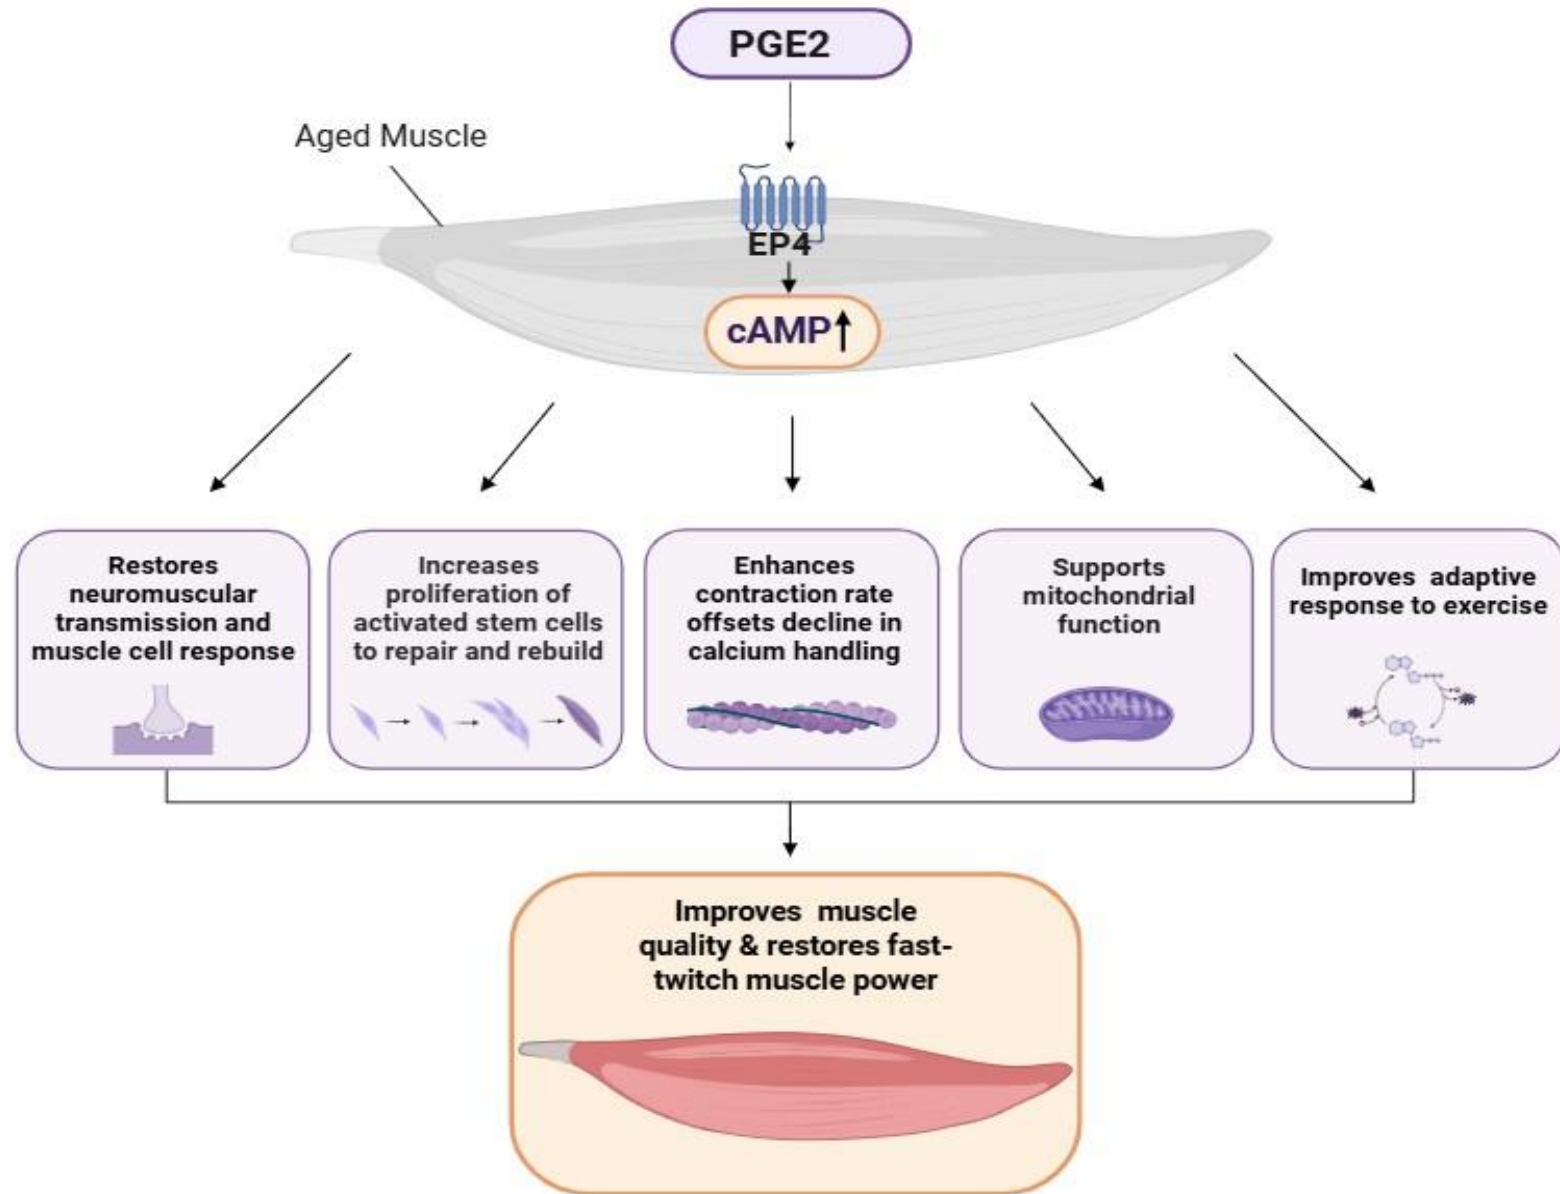 PGE2
Aged Muscle
EP4
cAMP↑
Restores
neuromuscular
transmission and
muscle cell response
Increases
proliferation of
activated stem cells
to repair and rebuild
Enhances
contraction rate
offsets decline in
calcium handling
Supports
mitochondrial
function
Improves adaptive
response to exercise
Improves muscle
quality & restores fast-
twitch muscle power